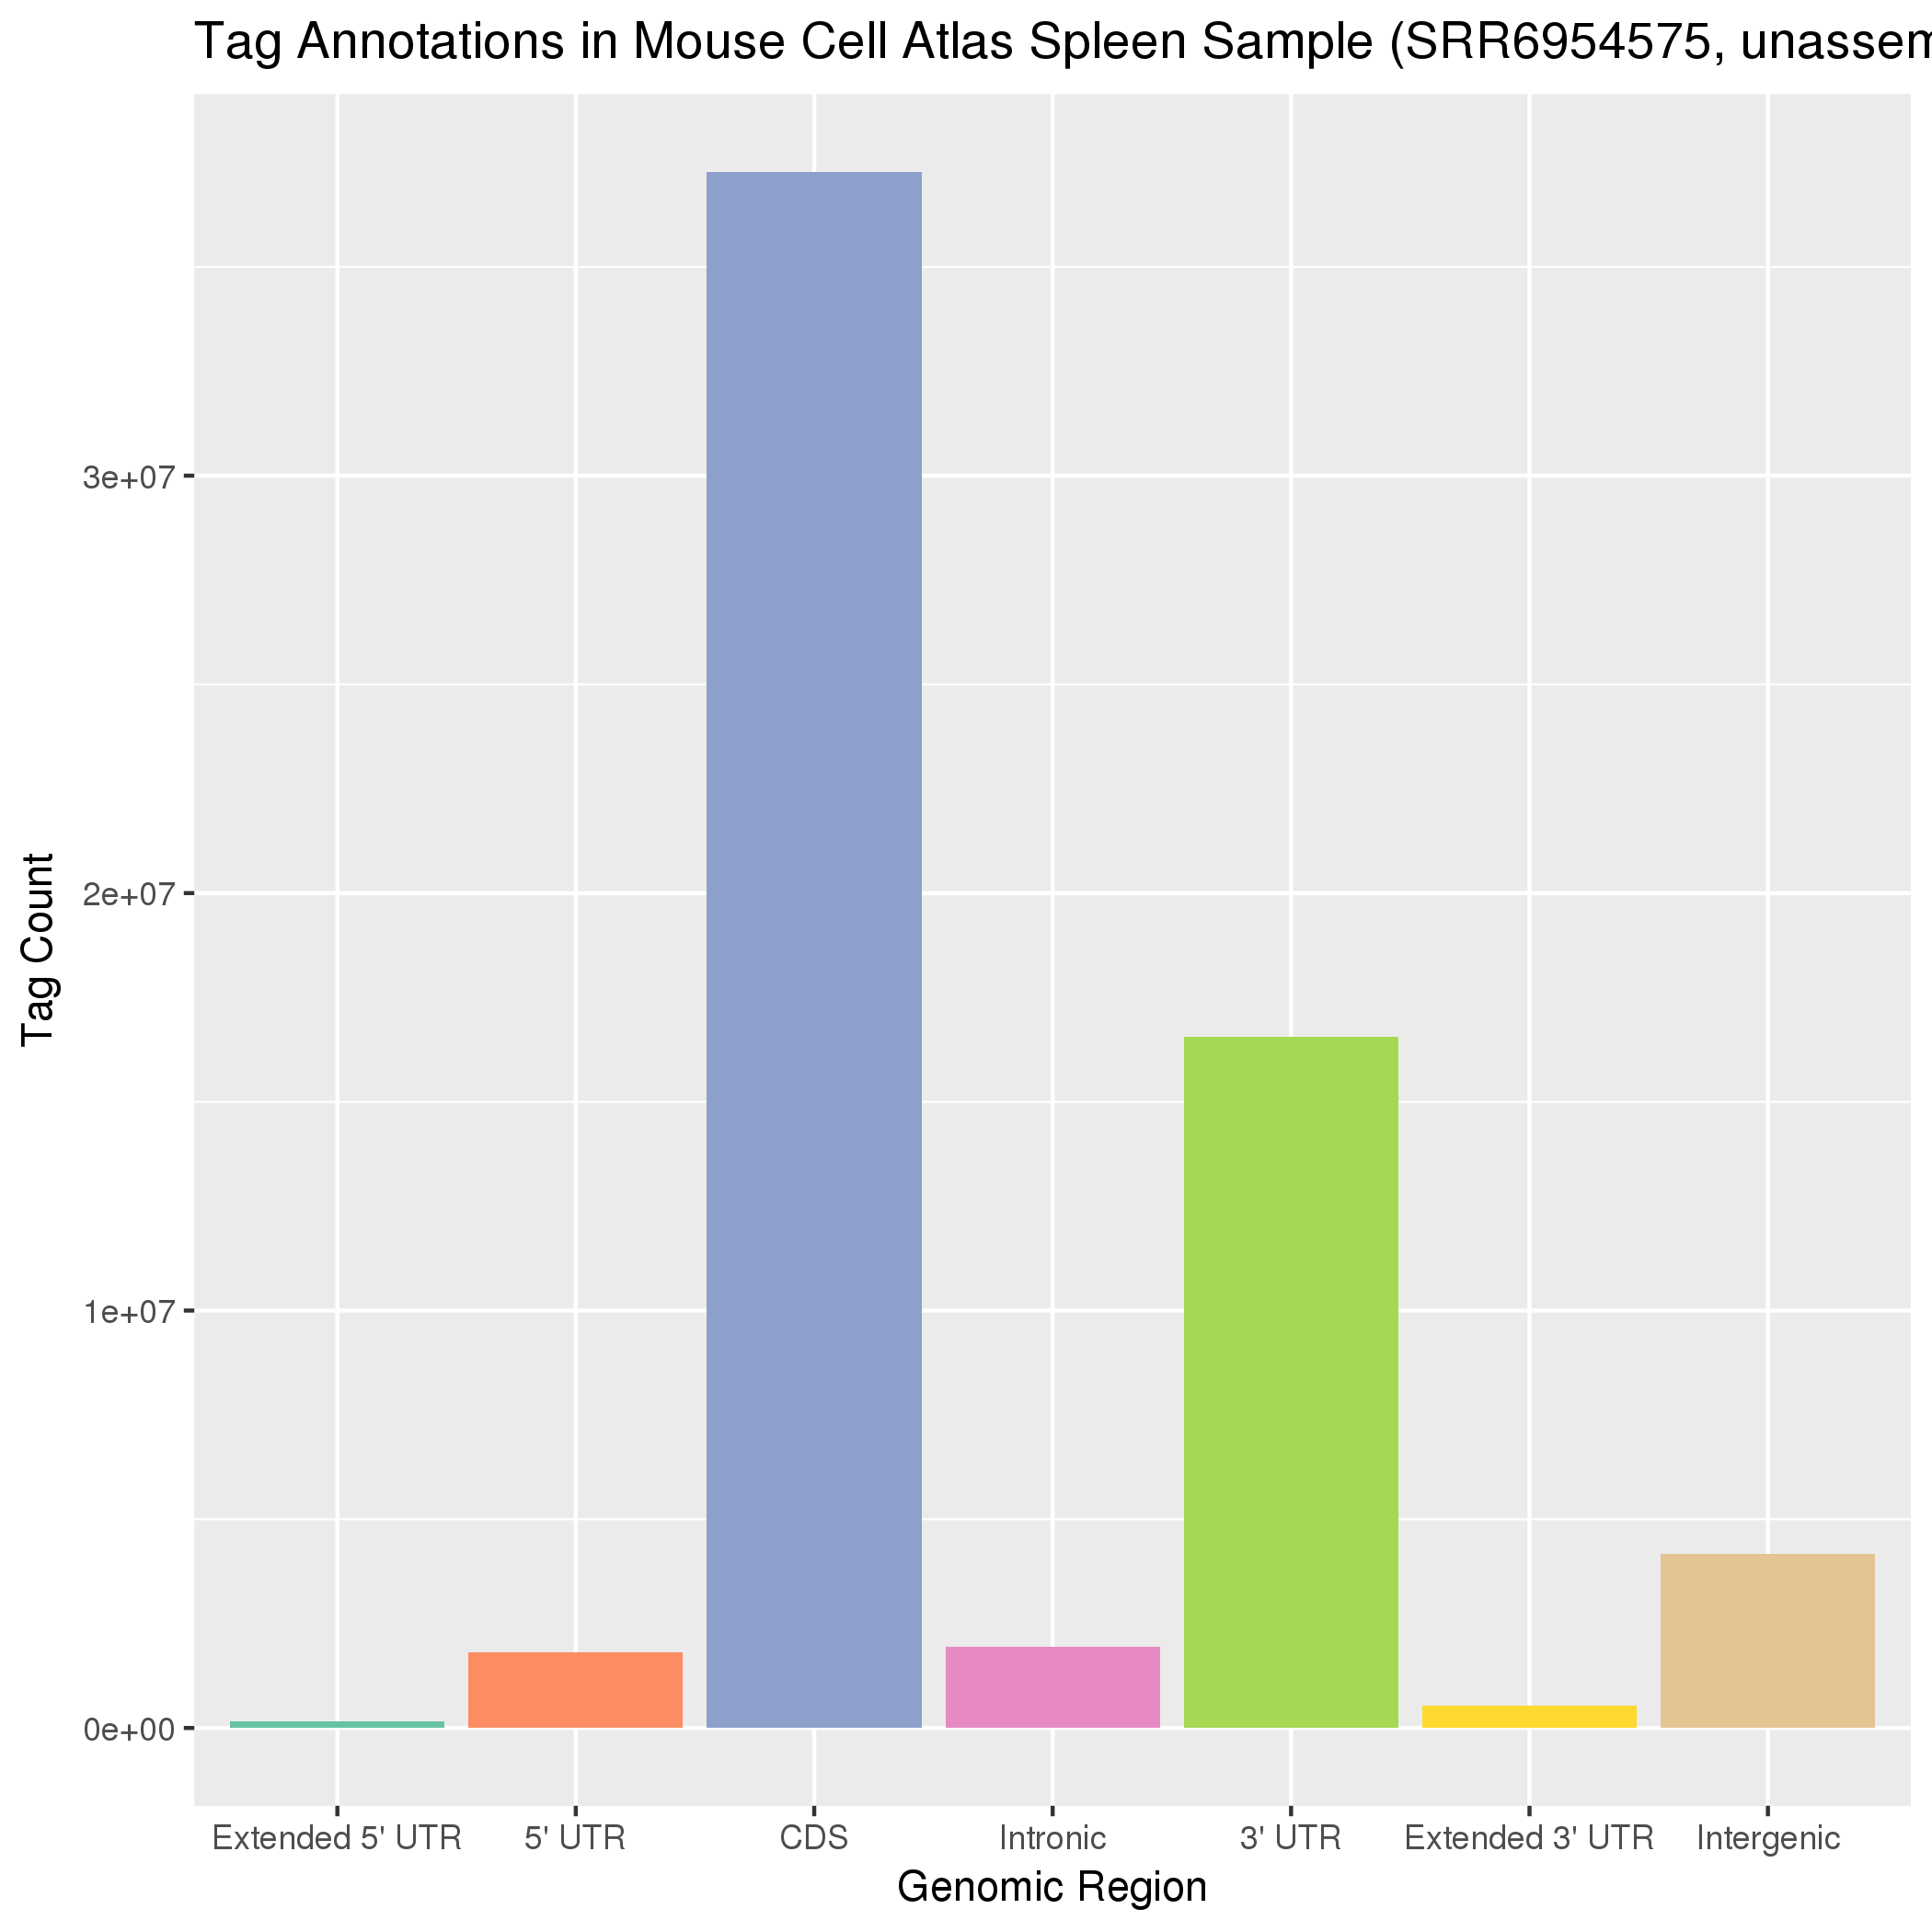 Tag Annotations in Mouse Cell Atlas Spleen Sample (SRR6954575,
Tag Count
3e+07
2e+07
1e+07
0e+00
Extended 5' UTR 5' UTR CDS Intronic 3' UTR Extended 3' UTR Intergenic
Genomic Region